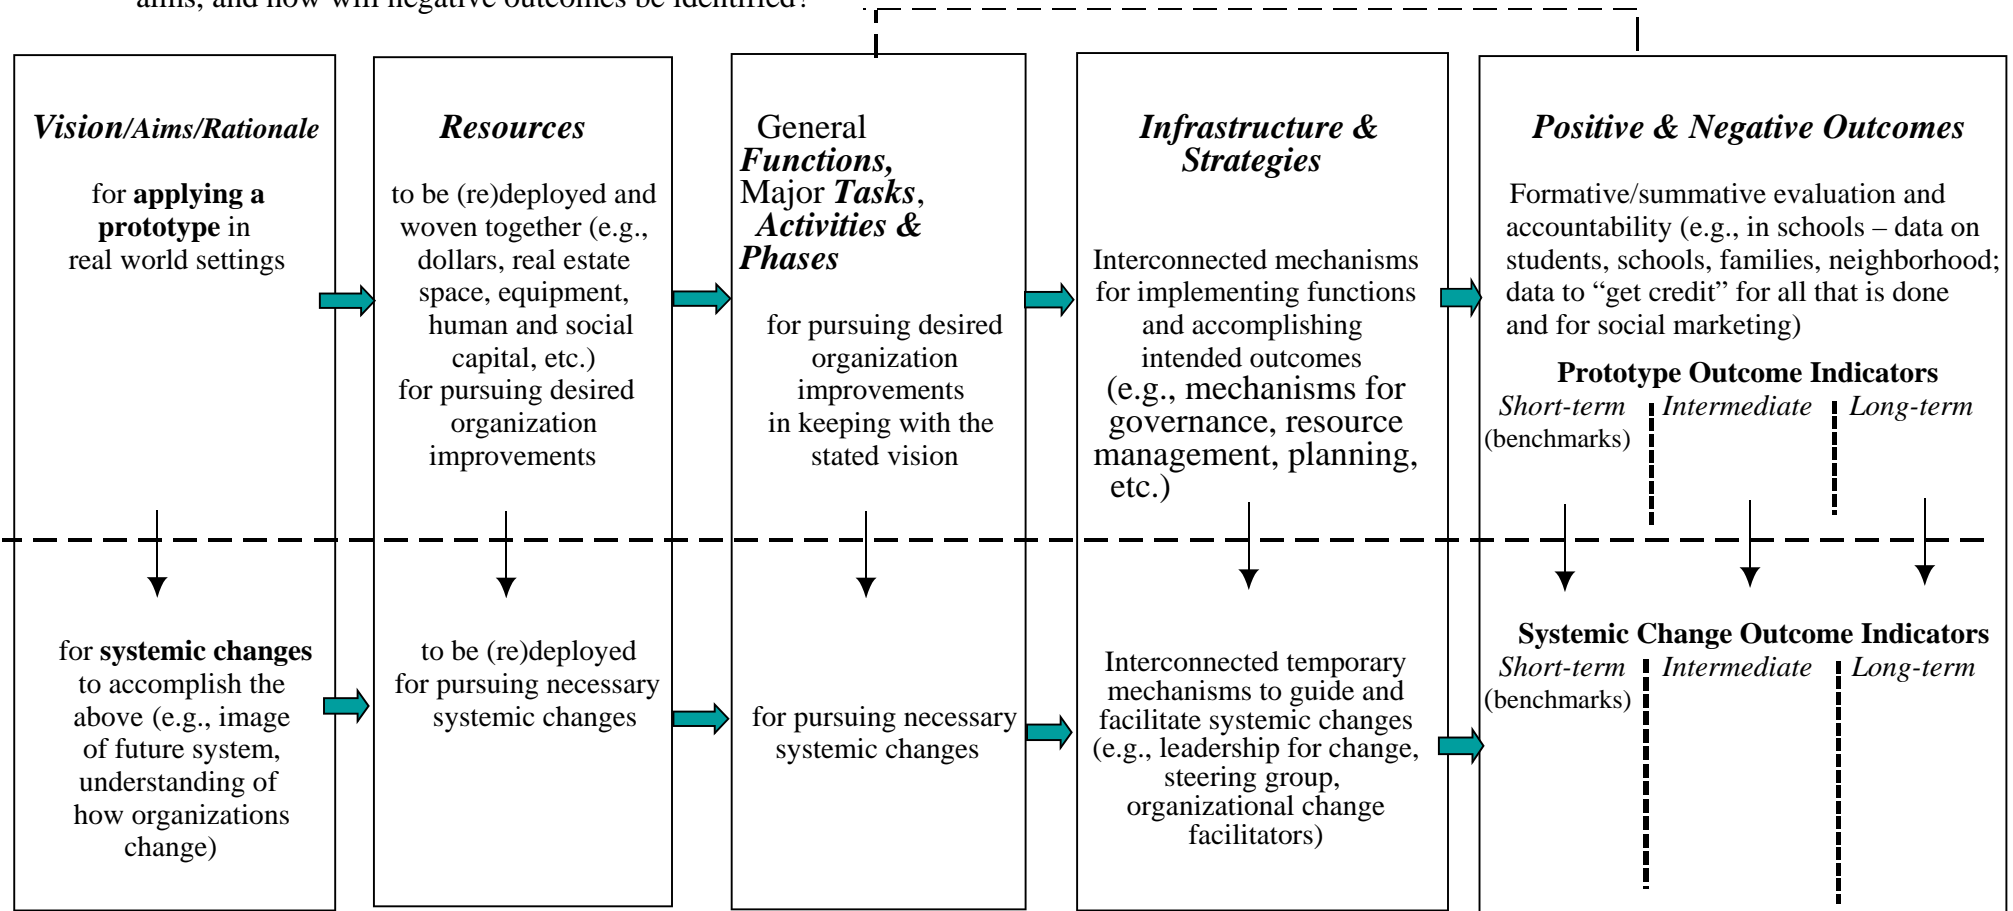 aims, and how will negative outcomes be identified?
Vision/Aims/Rationale
for applying a
prototype in
real world settings
for systemic changes
to accomplish the
above (e.g., image
of future system,
understanding of
how organizations
change)
Resources
to be (re)deployed and
woven together (e.g.,
dollars, real estate
space, equipment,
human and social
capital, etc.)
for pursuing desired
organization
improvements
to be (re)deployed
for pursuing necessary
systemic changes
General
Functions,
Major Tasks,
Activities &
Phases
for pursuing desired
organization
improvements
in keeping with the
stated vision
for pursuing necessary
systemic changes
Infrastructure &
Strategies
Interconnected mechanisms
for implementing functions
and accomplishing
intended outcomes
(e.g., mechanisms for
governance, resource
management, planning,
etc.)
Interconnected temporary
mechanisms to guide and
facilitate systemic changes
(e.g., leadership for change,
steering group,
organizational change
facilitators)
Positive & Negative Outcomes
Formative/summative evaluation and
accountability (e.g., in schools – data on
students, schools, families, neighborhood;
data to “get credit” for all that is done
and for social marketing)
Prototype Outcome Indicators
Short-term Intermediate Long-term
(benchmarks)
Systemic Change Outcome Indicators
Short-term Intermediate Long-term
(benchmarks)